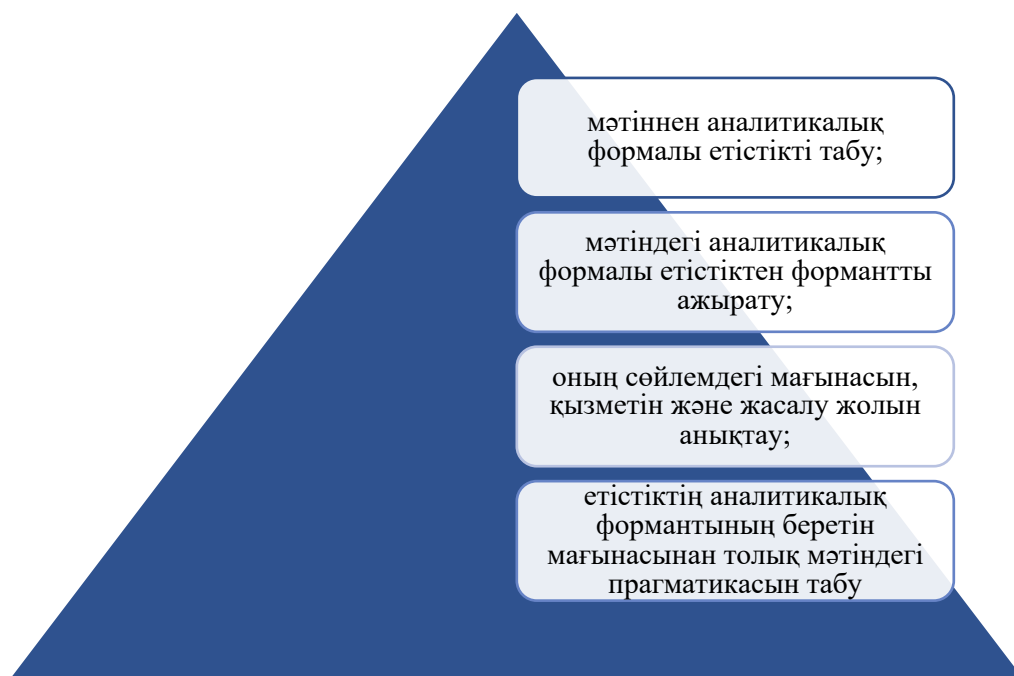 мәтіннен аналитикалық
формалы етістікті табу;
мәтіндегі аналитикалық
формалы етістіктен формантты
ажырату;
оның сөйлемдегі мағынасын,
қызметін және жасалу жолын
анықтау;
етістіктің аналитикалық
формантының беретін
мағынасынан толық мәтіндегі
прагматикасын табу